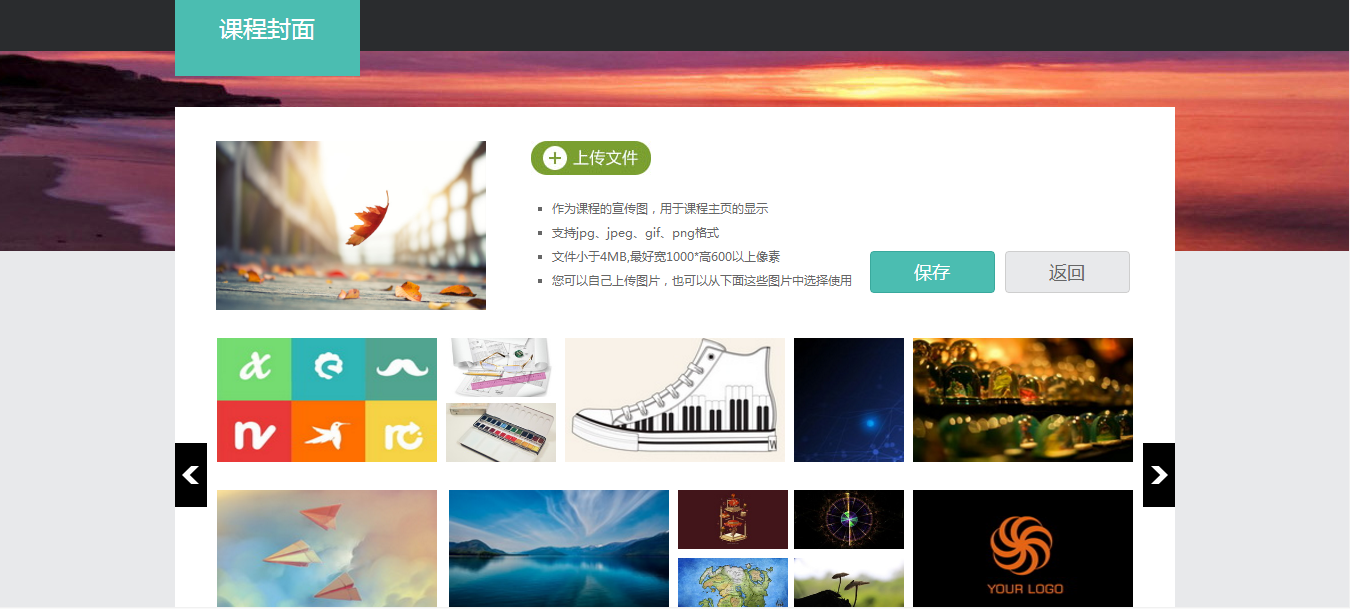 课程封面
上传文件
作为课程的宣传图，用于课程主页的显示
支持jpg、jpeg、gif、png格式
文件小于4MB,最好宽1000*高600以上像素
您可以自己上传图片，也可以从下面这些图片中选择使用
保存
返回
YOUR LOGO